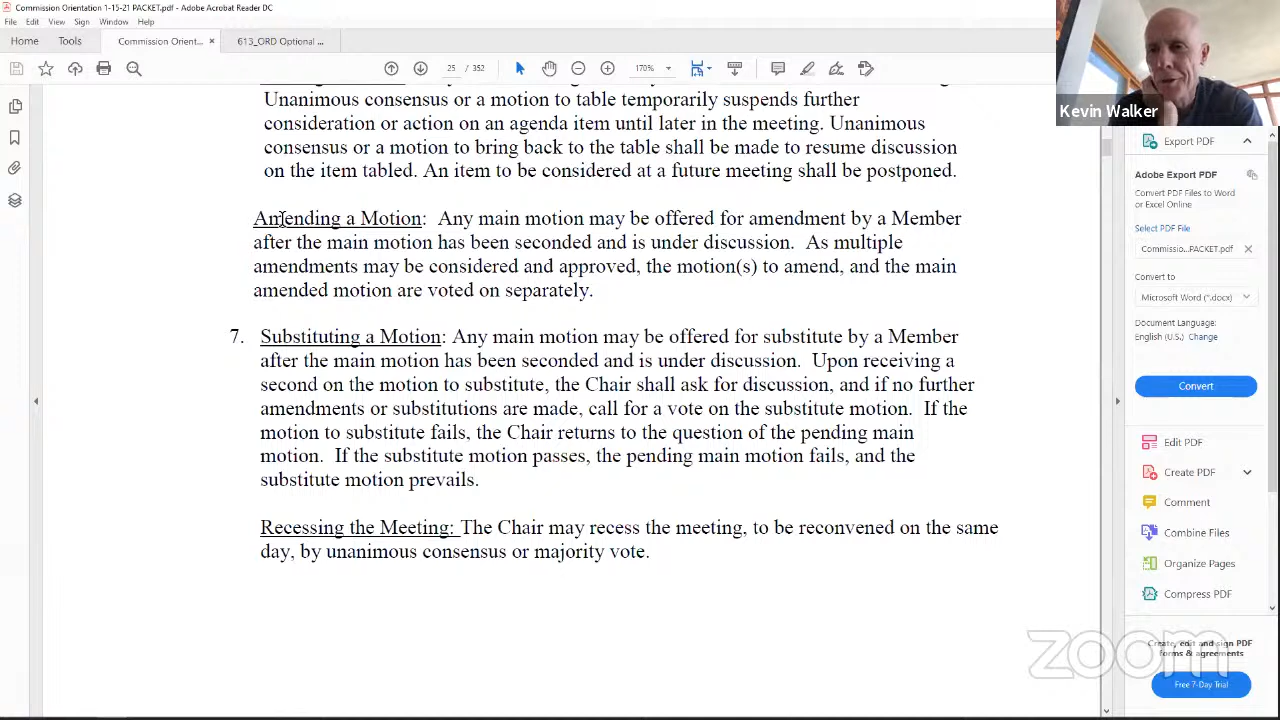 Commission Orientation 1-15-21 PACKET.pdf - Adobe Acrobat Reader DC
File Edit View Sign Window Help
Home Tools Commission Orient... × 613_ORD Optional ...
25 / 352 170%
Kevin Walker
Unanimous consensus or a motion to table temporarily suspends further
consideration or action on an agenda item until later in the meeting. Unanimous
consensus or a motion to bring back to the table shall be made to resume discussion
on the item tabled. An item to be considered at a future meeting shall be postponed.
Amending a Motion: Any main motion may be offered for amendment by a Member
after the main motion has been seconded and is under discussion. As multiple
amendments may be considered and approved, the motion(s) to amend, and the main
amended motion are voted on separately.
7. Substituting a Motion: Any main motion may be offered for substitute by a Member
after the main motion has been seconded and is under discussion. Upon receiving a
second on the motion to substitute, the Chair shall ask for discussion, and if no further
amendments or substitutions are made, call for a vote on the substitute motion. If the
motion to substitute fails, the Chair returns to the question of the pending main
motion. If the substitute motion passes, the pending main motion fails, and the
substitute motion prevails.
Recessing the Meeting: The Chair may recess the meeting, to be reconvened on the same
day, by unanimous consensus or majority vote.
Export PDF
Adobe Export PDF
Convert PDF Files to Word
or Excel Online
Select PDF File
Commissio...PACKET.pdf ×
Convert to
Microsoft Word (*.docx)
Document Language:
English (U.S.) Change
Convert
Edit PDF
Create PDF
Comment
Combine Files
Organize Pages
Compress PDF
Create, edit and sign PDF
forms & agreements
Free 7-Day Trial
zoom